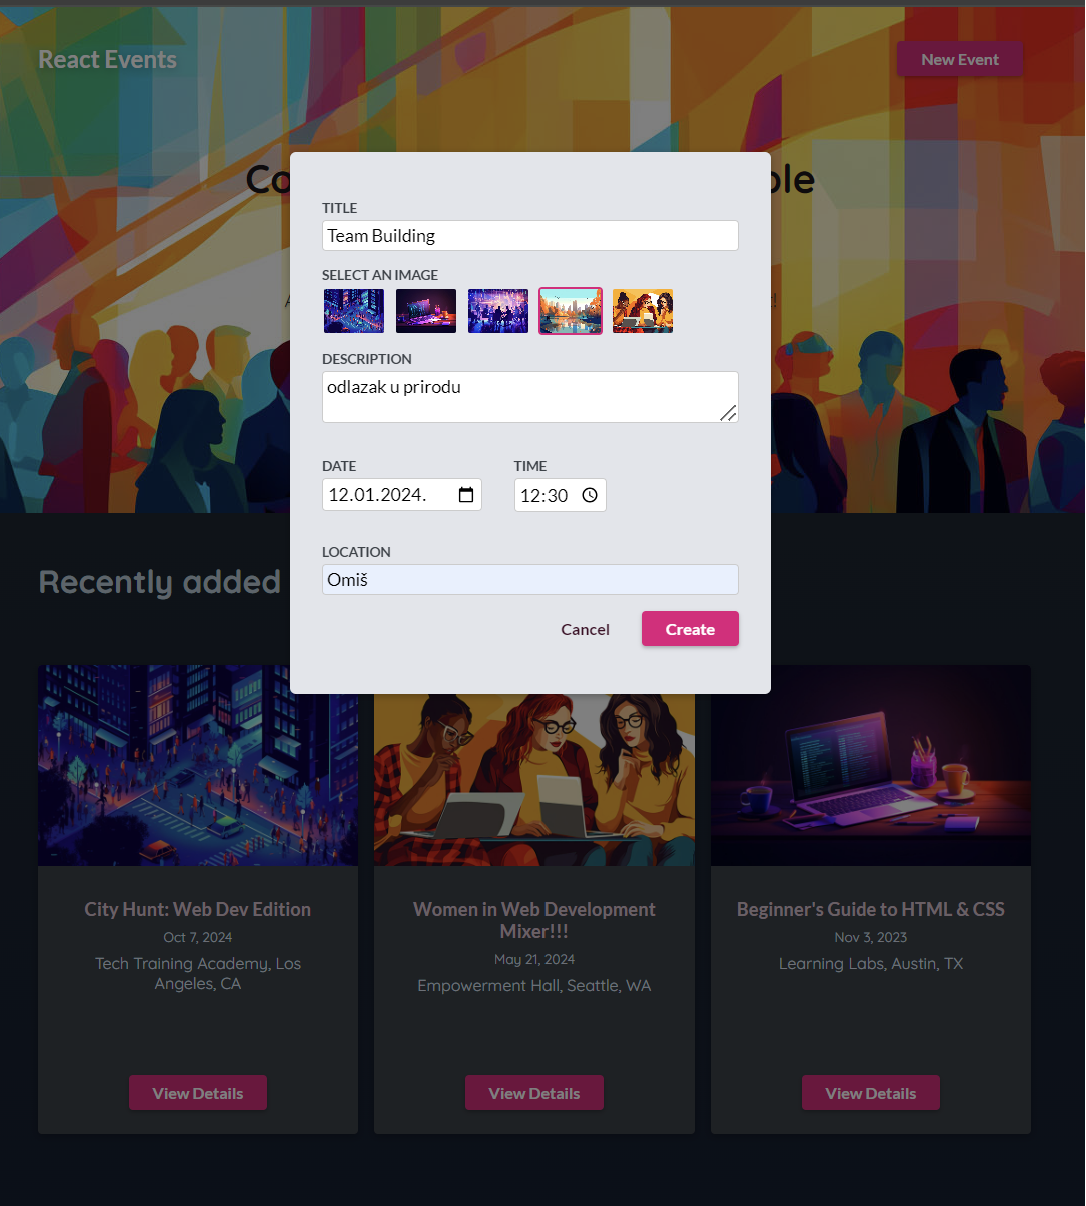 React Events
New Event
TITLE
Team Building
SELECT AN IMAGE
DESCRIPTION
odlazak u prirodu
DATE
TIME
12.01.2024.
12:30
LOCATION
Omiš
Cancel
Create
Recently added
City Hunt: Web Dev Edition
Oct 7, 2024
Tech Training Academy, Los
Angeles, CA
View Details
Women in Web Development
Mixer!!!
May 21, 2024
Empowerment Hall, Seattle, WA
View Details
Beginner's Guide to HTML & CSS
Nov 3, 2023
Learning Labs, Austin, TX
View Details